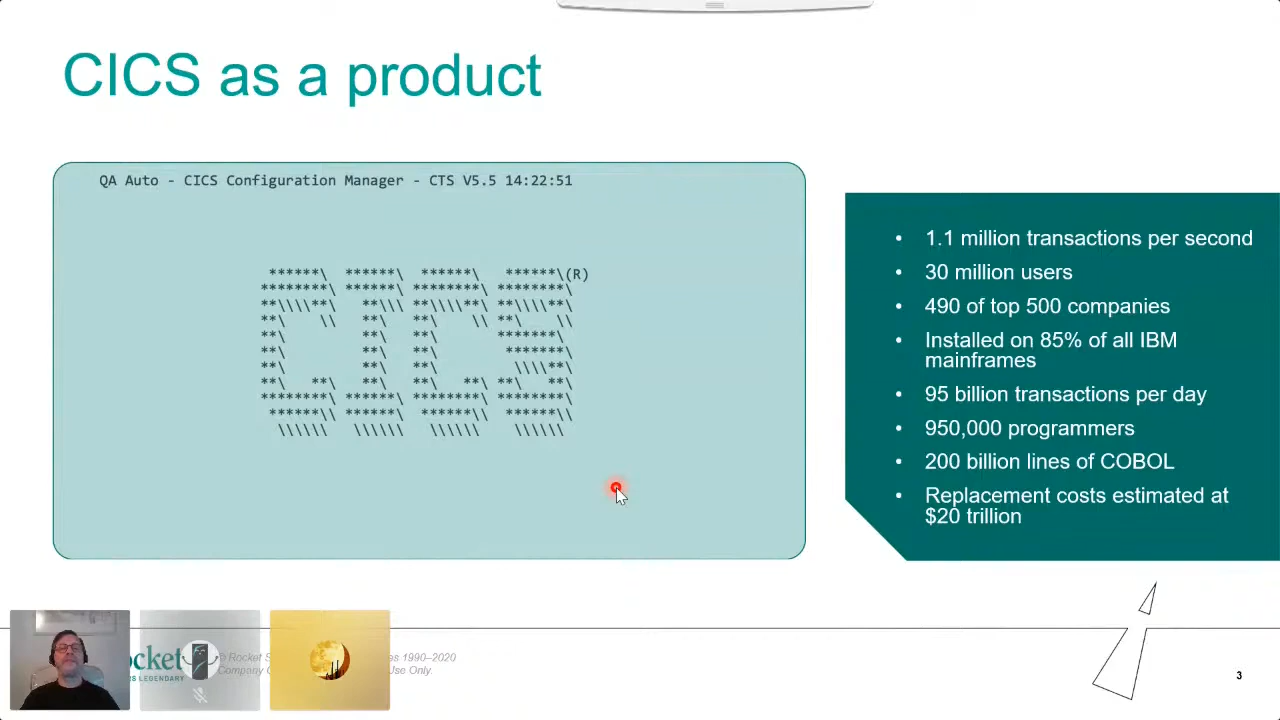 CICS as a product
QA Auto - CICS Configuration Manager - CTS V5.5 14:22:51
 ******\  ******\  ******\   ******\(R)
********\ ******\ ********\ ********\
**\\\\**\   **\\\ **\\\\**\ **\\\\**\
**\    \\   **\   **\    \\ **\    \\
**\         **\   **\       *******\
**\         **\   **\        *******\
**\         **\   **\         \\\\**\
**\   **\   **\   **\   **\ **\   **\
********\ ******\ ********\ ********\
 ******\\ ******\  ******\\  ******\\
  \\\\\\  \\\\\\   \\\\\\    \\\\\\
• 1.1 million transactions per second
• 30 million users
• 490 of top 500 companies
• Installed on 85% of all IBM
mainframes
• 95 billion transactions per day
• 950,000 programmers
• 200 billion lines of COBOL
• Replacement costs estimated at
$20 trillion
ocket
RS LEGENDARY
Rocket S
es 1990–2020
Company
Use Only.
3